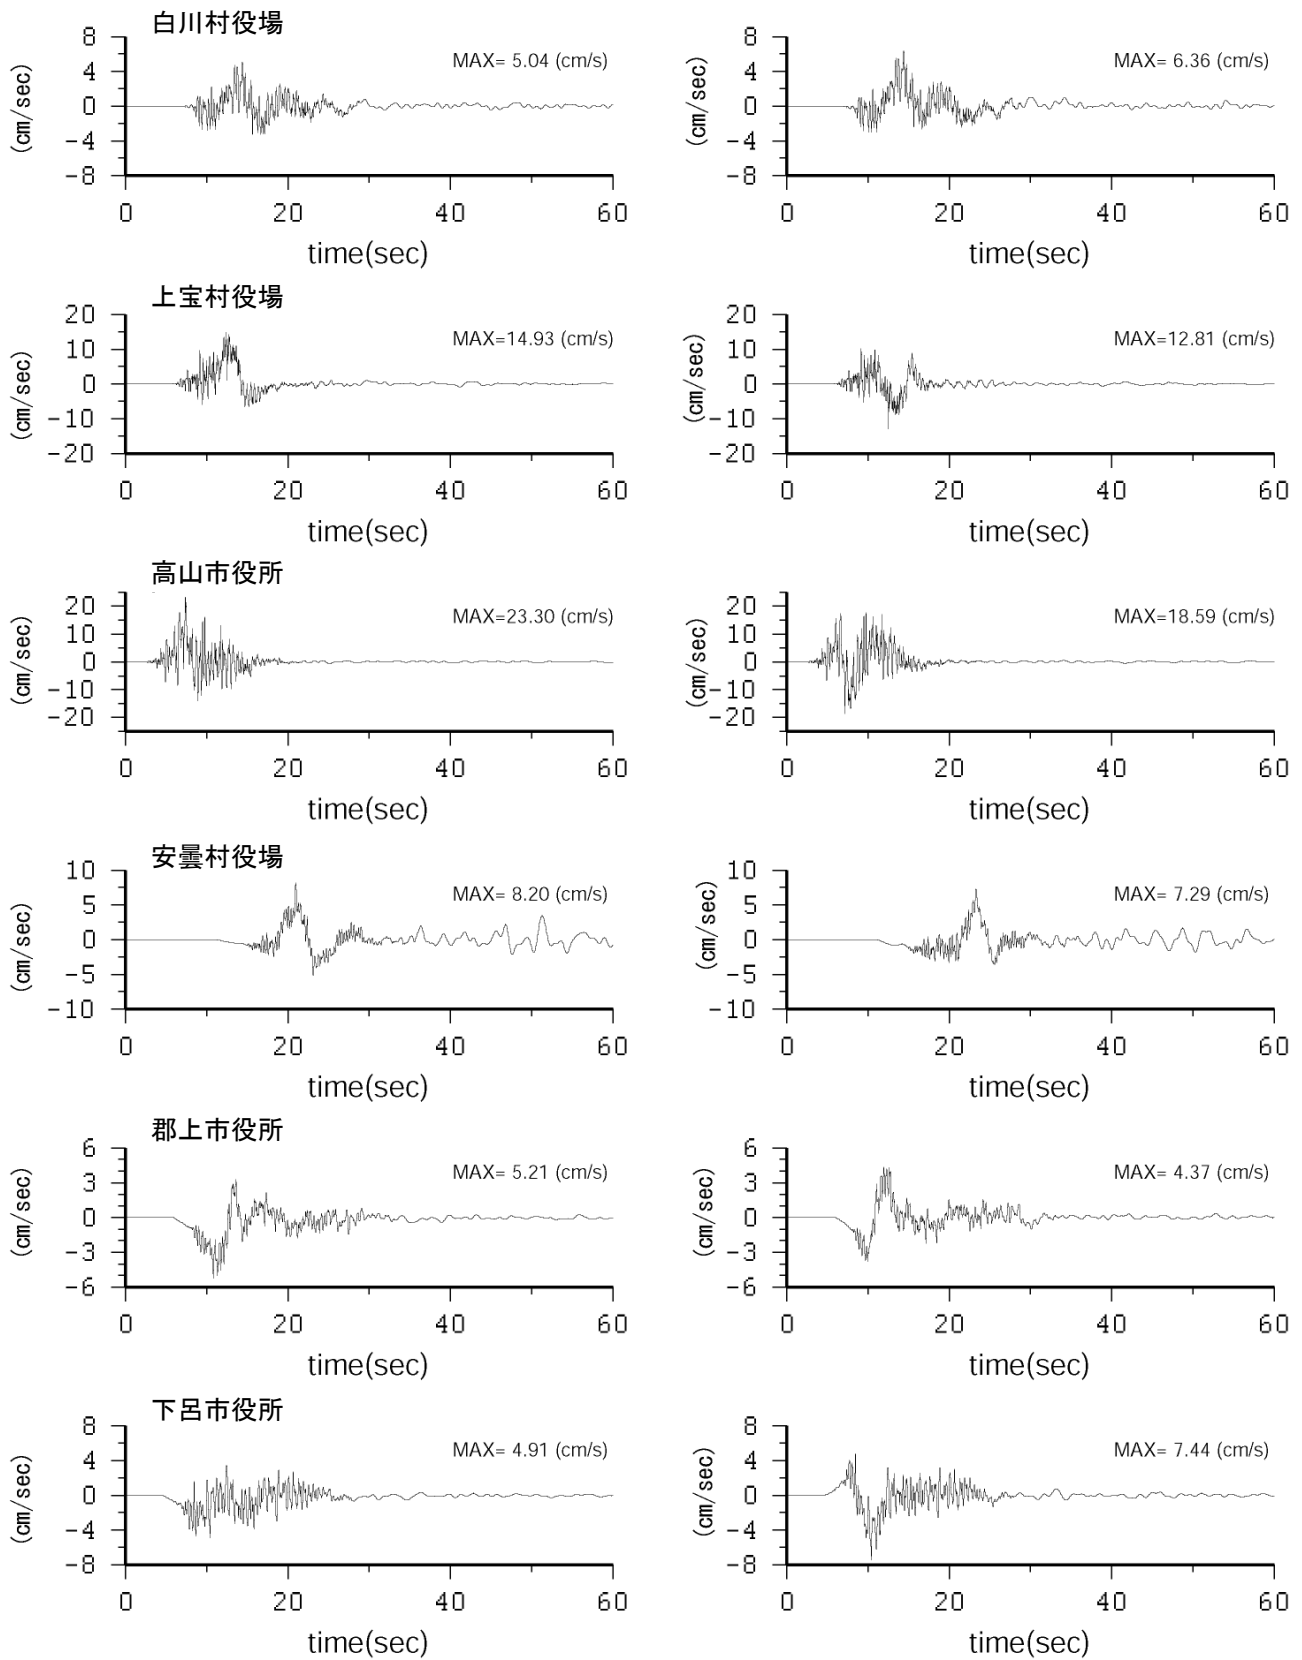 白川村役場
MAX= 5.04 (cm/s)
(cm/sec)
8
4
0
-4
-8
0 20 40 60
time(sec)
MAX= 6.36 (cm/s)
(cm/sec)
8
4
0
-4
-8
0 20 40 60
time(sec)
上宝村役場
MAX=14.93 (cm/s)
(cm/sec)
20
10
0
-10
-20
0 20 40 60
time(sec)
MAX=12.81 (cm/s)
(cm/sec)
20
10
0
-10
-20
0 20 40 60
time(sec)
高山市役所
MAX=23.30 (cm/s)
(cm/sec)
20
10
0
-10
-20
0 20 40 60
time(sec)
MAX=18.59 (cm/s)
(cm/sec)
20
10
0
-10
-20
0 20 40 60
time(sec)
安曇村役場
MAX= 8.20 (cm/s)
(cm/sec)
10
5
0
-5
-10
0 20 40 60
time(sec)
MAX= 7.29 (cm/s)
(cm/sec)
10
5
0
-5
-10
0 20 40 60
time(sec)
郡上市役所
MAX= 5.21 (cm/s)
(cm/sec)
6
3
0
-3
-6
0 20 40 60
time(sec)
MAX= 4.37 (cm/s)
(cm/sec)
6
3
0
-3
-6
0 20 40 60
time(sec)
下呂市役所
MAX= 4.91 (cm/s)
(cm/sec)
8
4
0
-4
-8
0 20 40 60
time(sec)
MAX= 7.44 (cm/s)
(cm/sec)
8
4
0
-4
-8
0 20 40 60
time(sec)